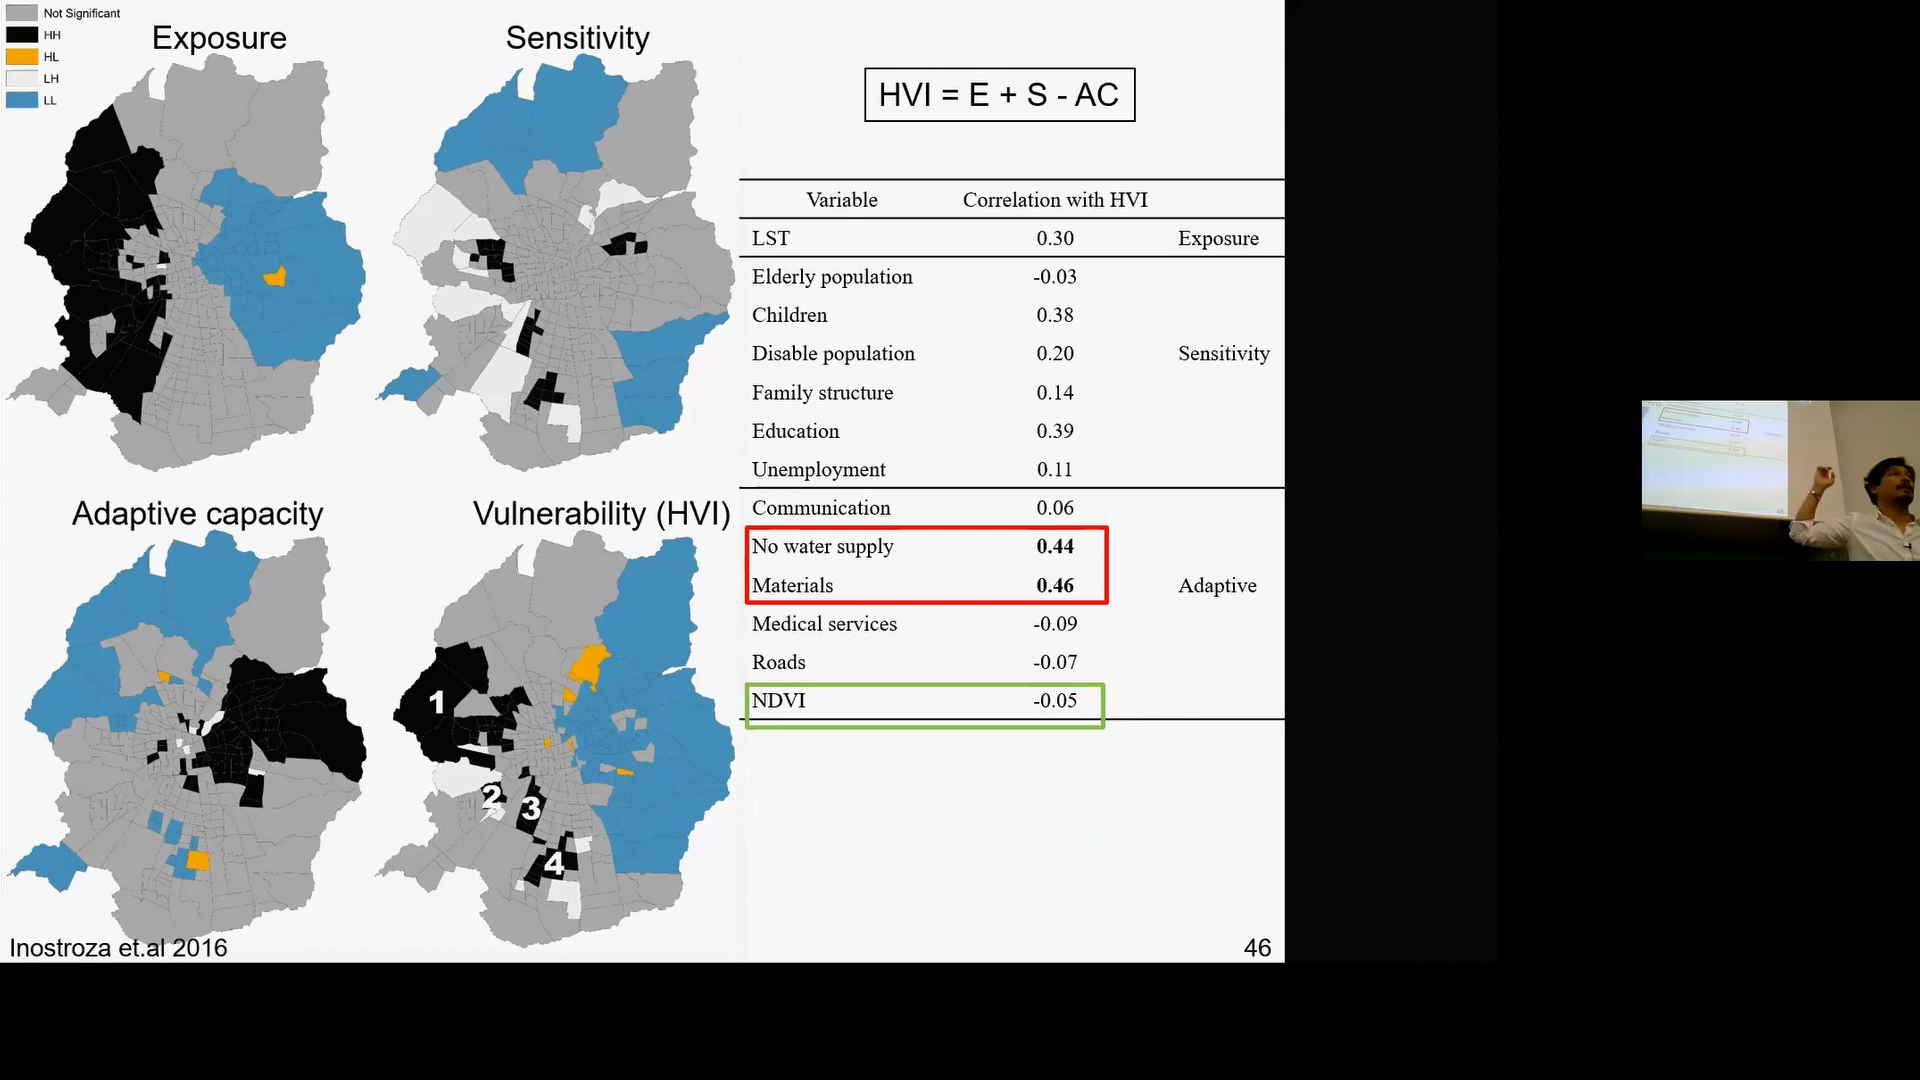 Not Significant
HH
HL
LH
LL
Exposure
Sensitivity
Adaptive capacity
Vulnerability (HVI)
1
2
3
4
Inostroza et.al 2016
HVI = E + S - AC
Variable Correlation with HVI
LST 0.30 Exposure
Elderly population -0.03
Children 0.38
Disable population 0.20 Sensitivity
Family structure 0.14
Education 0.39
Unemployment 0.11
Communication 0.06
No water supply 0.44
Materials 0.46 Adaptive
Medical services -0.09
Roads -0.07
NDVI -0.05
46